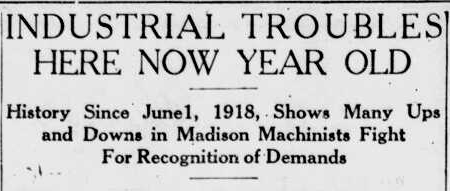 INDUSTRIAL TROUBLES
HERE NOW YEAR OLD
History Since June1, 1918, Shows Many Ups
and Downs in Madison Machinists Fight
For Recognition of Demands